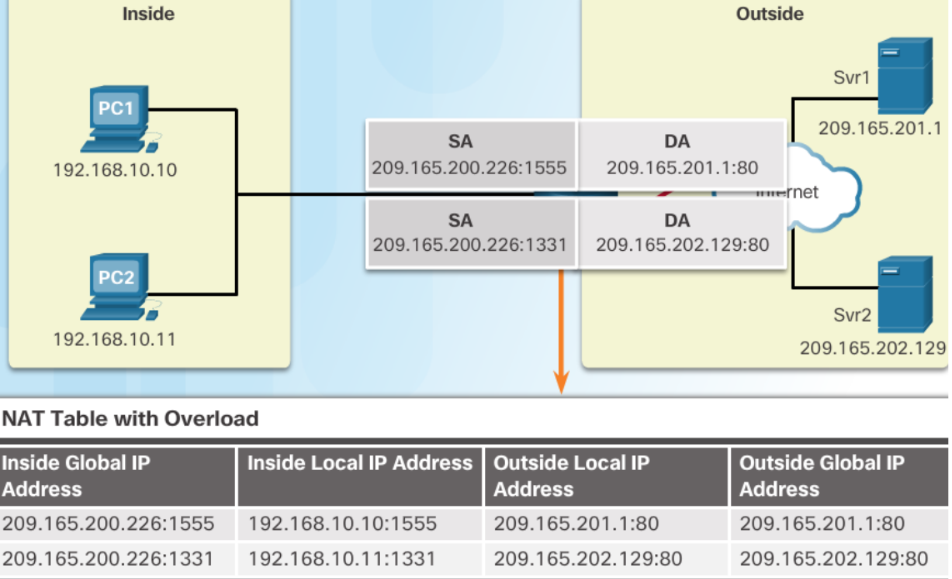 Inside
Outside
PC1
192.168.10.10
PC2
192.168.10.11
SA
209.165.200.226:1555
DA
209.165.201.1:80
SA
209.165.200.226:1331
DA
209.165.202.129:80
Internet
Svr1
209.165.201.1
Svr2
209.165.202.129
NAT Table with Overload
Inside Global IP
Address
Inside Local IP Address
Outside Local IP
Address
Outside Global IP
Address
209.165.200.226:1555 192.168.10.10:1555 209.165.201.1:80 209.165.201.1:80
209.165.200.226:1331 192.168.10.11:1331 209.165.202.129:80 209.165.202.129:80